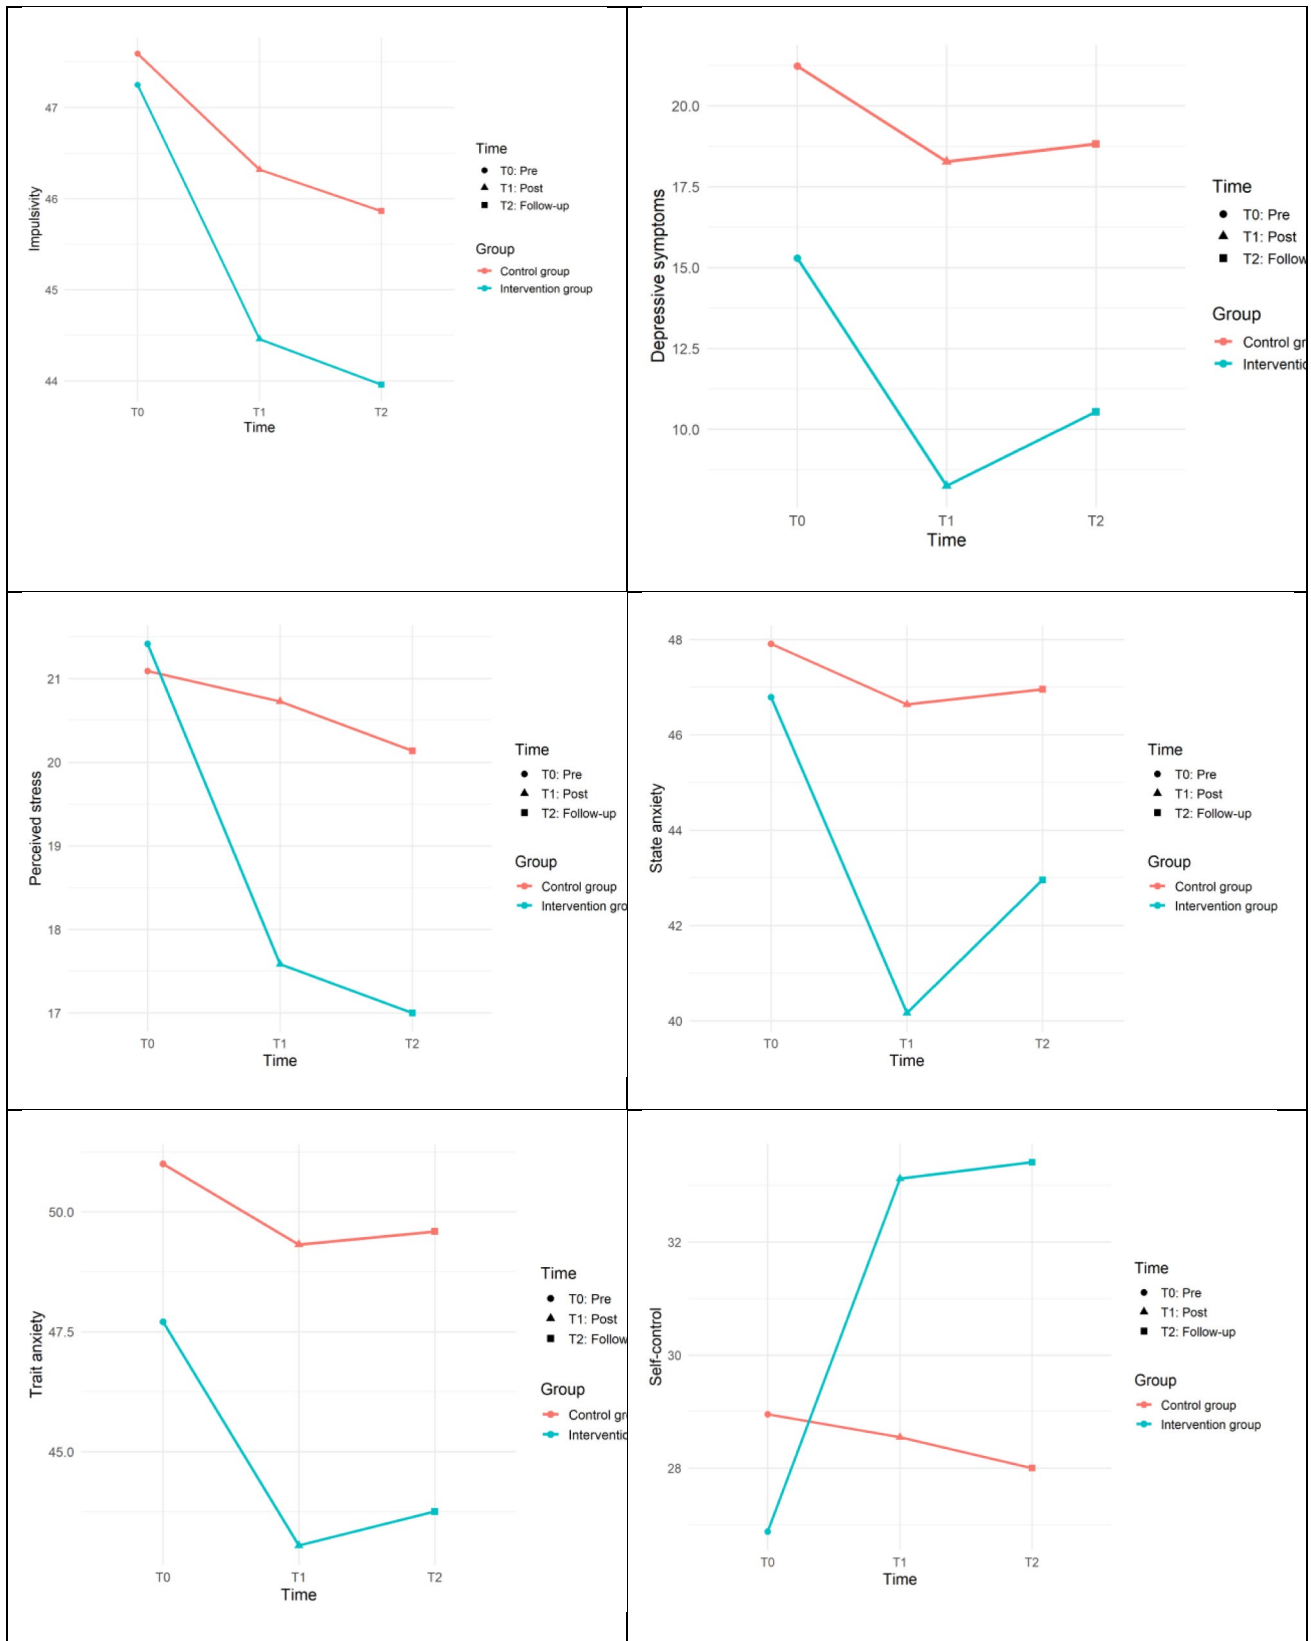 Impulsivity
47
46
45
44
T0 T1 T2
Time
Time
T0: Pre
T1: Post
T2: Follow-up
Group
Control group
Intervention group
Depressive symptoms
20.0
17.5
15.0
12.5
10.0
T0 T1 T2
Time
Time
T0: Pre
T1: Post
T2: Follow
Group
Control gr
Interventic
Perceived stress
21
20
19
18
17
T0 T1 T2
Time
Time
T0: Pre
T1: Post
T2: Follow-up
Group
Control group
Intervention gro
State anxiety
48
46
44
42
40
T0 T1 T2
Time
Time
T0: Pre
T1: Post
T2: Follow-up
Group
Control group
Intervention group
Trait anxiety
50.0
47.5
45.0
T0 T1 T2
Time
Time
T0: Pre
T1: Post
T2: Follow
Group
Control gr
Interventic
Self-control
32
30
28
T0 T1 T2
Time
Time
T0: Pre
T1: Post
T2: Follow-up
Group
Control group
Intervention group